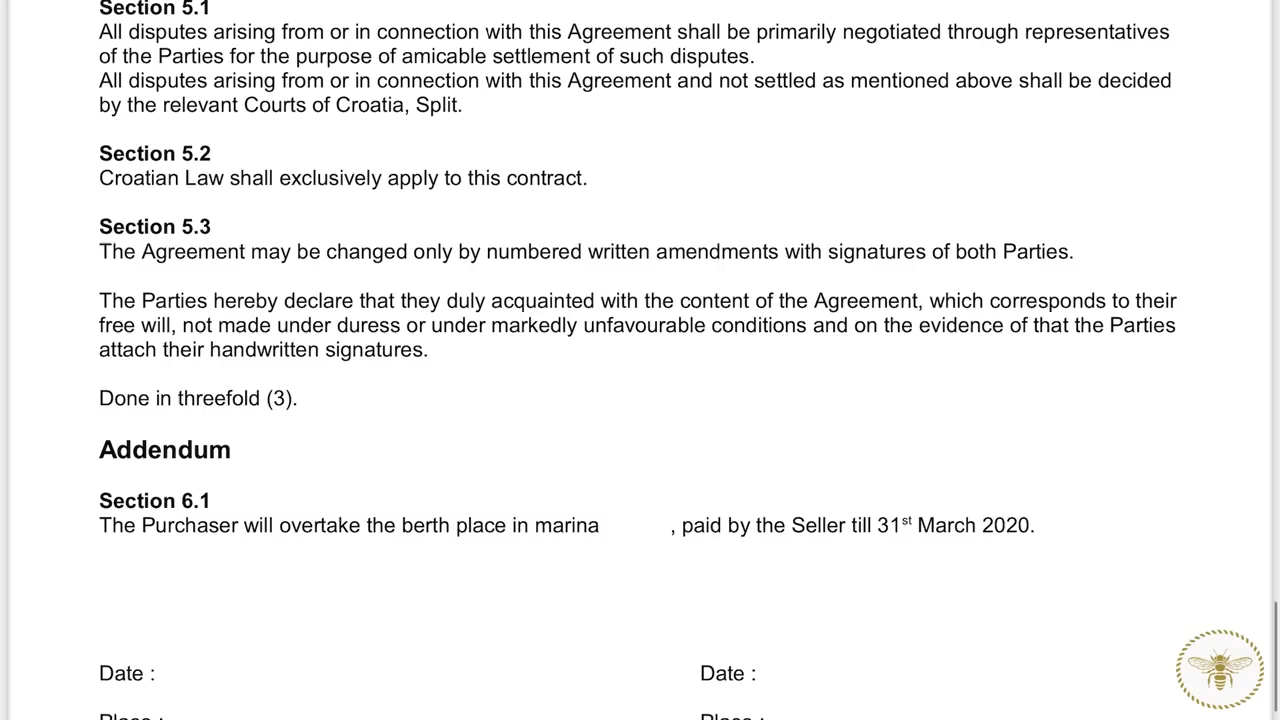 Section 5.1
All disputes arising from or in connection with this Agreement shall be primarily negotiated through representatives
of the Parties for the purpose of amicable settlement of such disputes.
All disputes arising from or in connection with this Agreement and not settled as mentioned above shall be decided
by the relevant Courts of Croatia, Split.
Section 5.2
Croatian Law shall exclusively apply to this contract.
Section 5.3
The Agreement may be changed only by numbered written amendments with signatures of both Parties.
The Parties hereby declare that they duly acquainted with the content of the Agreement, which corresponds to their
free will, not made under duress or under markedly unfavourable conditions and on the evidence of that the Parties
attach their handwritten signatures.
Done in threefold (3).
Addendum
Section 6.1
The Purchaser will overtake the berth place in marina , paid by the Seller till 31st March 2020.
Date : Date :
Place : Place :